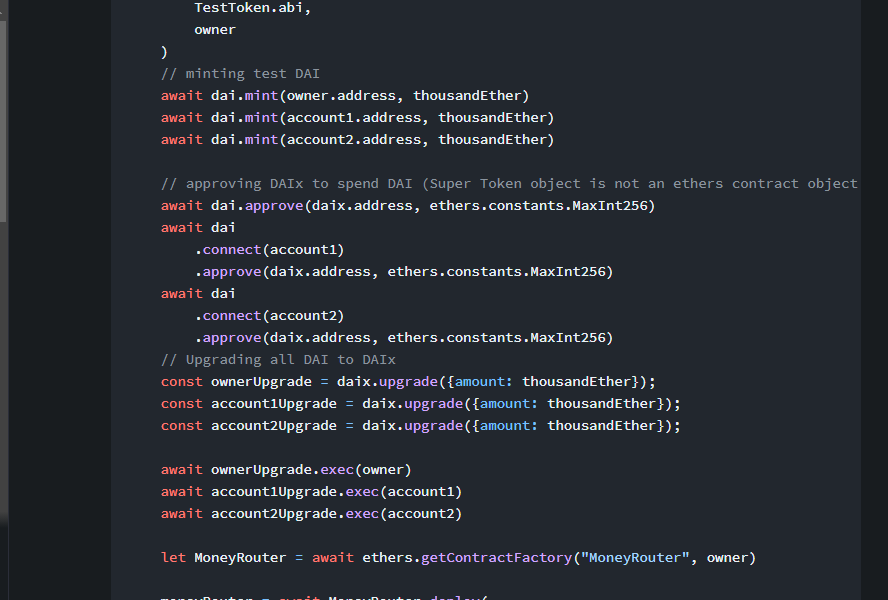 TestToken.abi,
owner
)
// minting test DAI
await dai.mint(owner.address, thousandEther)
await dai.mint(account1.address, thousandEther)
await dai.mint(account2.address, thousandEther)
// approving DAIx to spend DAI (Super Token object is not an ethers contract object
await dai.approve(daix.address, ethers.constants.MaxInt256)
await dai
.connect(account1)
.approve(daix.address, ethers.constants.MaxInt256)
await dai
.connect(account2)
.approve(daix.address, ethers.constants.MaxInt256)
// Upgrading all DAI to DAIx
const ownerUpgrade = daix.upgrade({amount: thousandEther});
const account1Upgrade = daix.upgrade({amount: thousandEther});
const account2Upgrade = daix.upgrade({amount: thousandEther});
await ownerUpgrade.exec(owner)
await account1Upgrade.exec(account1)
await account2Upgrade.exec(account2)
let MoneyRouter = await ethers.getContractFactory("MoneyRouter", owner)
moneyRouter = await MoneyRouter.deploy(